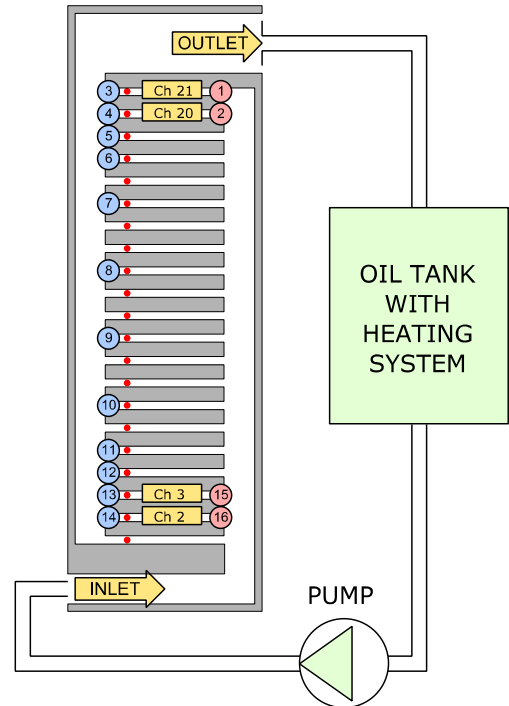 OUTLET
3 Ch 21 1
4 Ch 20 2
5
6
7
8
9
10
11
12
13 Ch 3 15
14 Ch 2 16
INLET
OIL TANK
WITH
HEATING
SYSTEM
PUMP